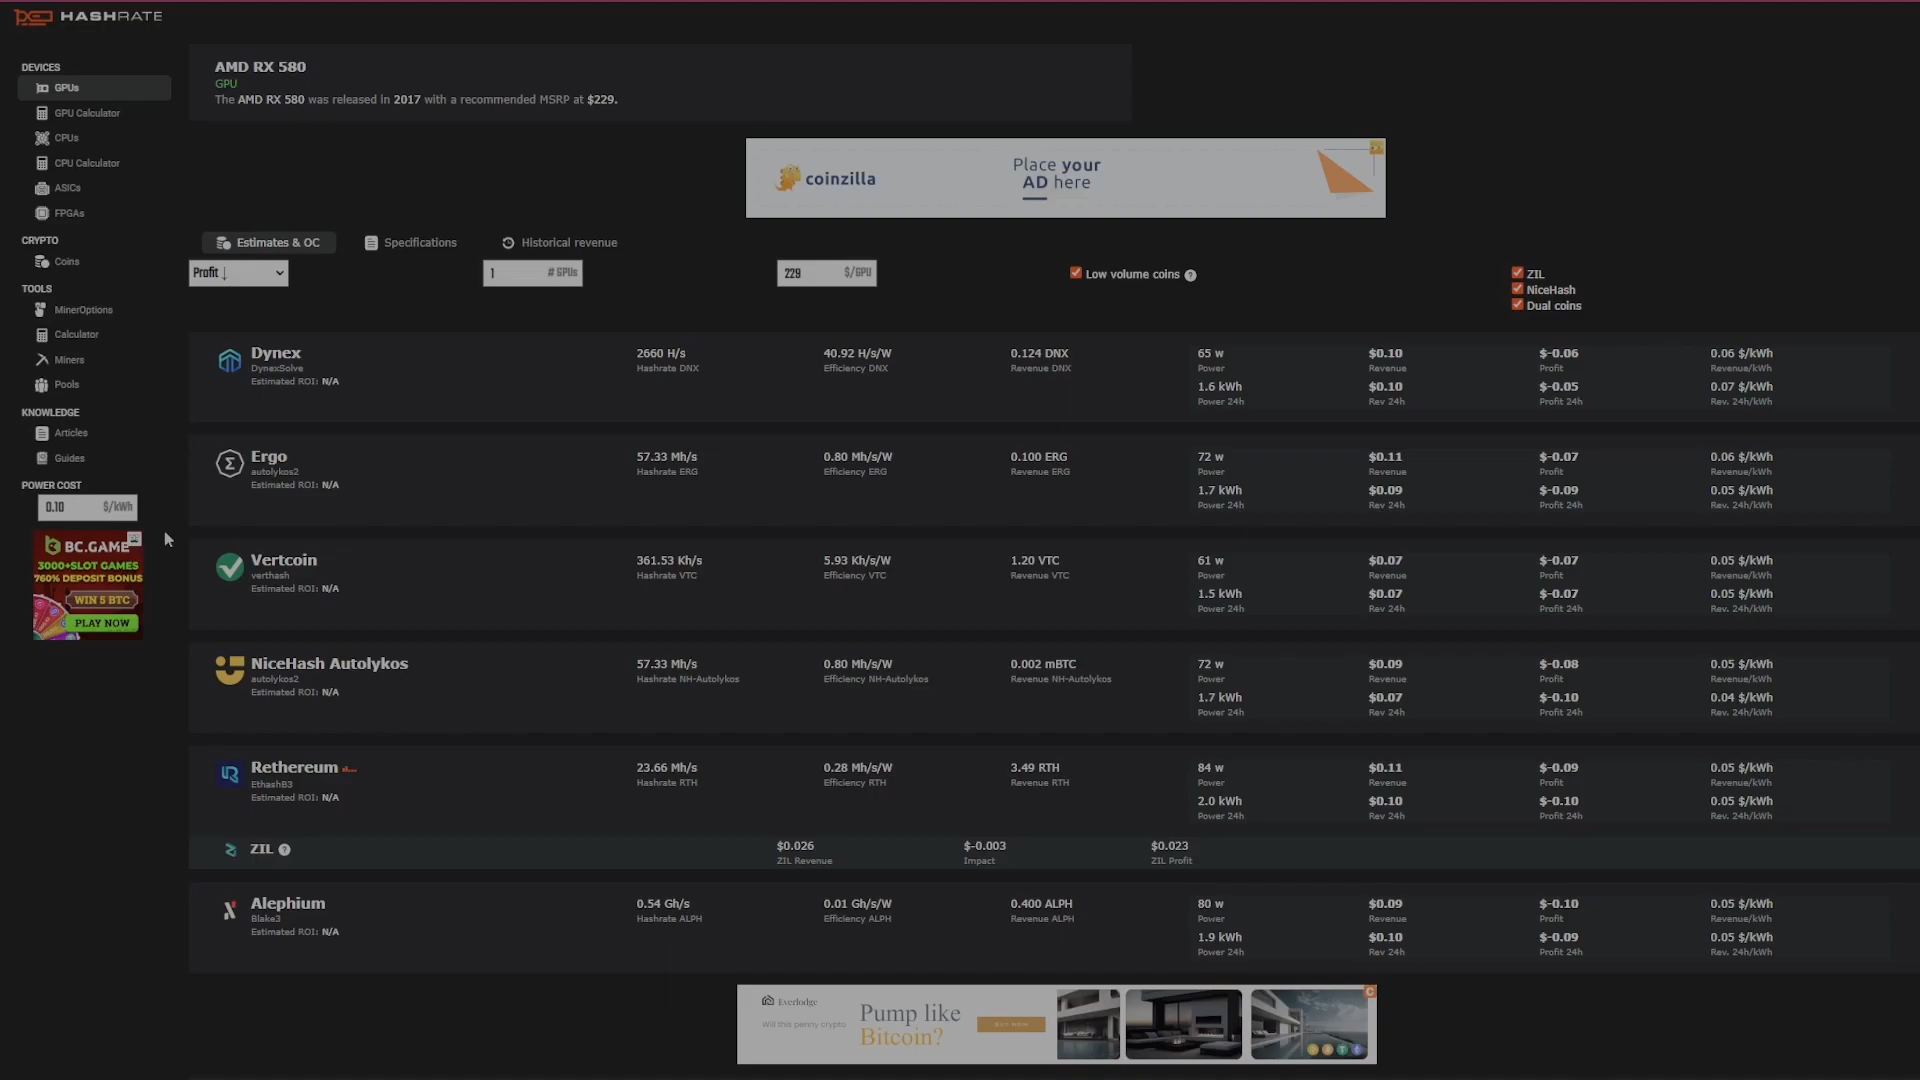 HASHRATE
DEVICES
GPUs
GPU Calculator
CPUs
CPU Calculator
ASICs
FPGAs
CRYPTO
Coins
TOOLS
MinerOptions
Calculator
Miners
Pools
KNOWLEDGE
Articles
Guides
POWER COST
0.10 $/kWh
BC.GAME
3000+SLOT GAMES
760% DEPOSIT BONUS
WIN 5 BTC
PLAY NOW
AMD RX 580
GPU
The AMD RX 580 was released in 2017 with a recommended MSRP at $229.
coinzilla
Place your
AD here
Estimates & OC Specifications Historical revenue
Profit ↓ 1 # GPUs 229 $/GPU Low volume coins ? ZIL
NiceHash
Dual coins
Dynex 2660 H/s 40.92 H/s/W 0.124 DNX 65 w $0.10 $-0.06 0.06 $/kWh
DynexSolve Hashrate DNX Efficiency DNX Revenue DNX Power Revenue Profit Revenue/kWh
Estimated ROI: N/A 1.6 kWh $0.10 $-0.05 0.07 $/kWh
Power 24h Rev 24h Profit 24h Rev. 24h/kWh
Ergo 57.33 Mh/s 0.80 Mh/s/W 0.100 ERG 72 w $0.11 $-0.07 0.06 $/kWh
autolykos2 Hashrate ERG Efficiency ERG Revenue ERG Power Revenue Profit Revenue/kWh
Estimated ROI: N/A 1.7 kWh $0.09 $-0.09 0.05 $/kWh
Power 24h Rev 24h Profit 24h Rev. 24h/kWh
Vertcoin 361.53 Kh/s 5.93 Kh/s/W 1.20 VTC 61 w $0.07 $-0.07 0.05 $/kWh
verthash Hashrate VTC Efficiency VTC Revenue VTC Power Revenue Profit Revenue/kWh
Estimated ROI: N/A 1.5 kWh $0.07 $-0.07 0.05 $/kWh
Power 24h Rev 24h Profit 24h Rev. 24h/kWh
NiceHash Autolykos 57.33 Mh/s 0.80 Mh/s/W 0.002 mBTC 72 w $0.09 $-0.08 0.05 $/kWh
autolykos2 Hashrate NH-Autolykos Efficiency NH-Autolykos Revenue NH-Autolykos Power Revenue Profit Revenue/kWh
Estimated ROI: N/A 1.7 kWh $0.07 $-0.10 0.04 $/kWh
Power 24h Rev 24h Profit 24h Rev. 24h/kWh
Rethereum 23.66 Mh/s 0.28 Mh/s/W 3.49 RTH 84 w $0.11 $-0.09 0.05 $/kWh
EthashB3 Hashrate RTH Efficiency RTH Revenue RTH Power Revenue Profit Revenue/kWh
Estimated ROI: N/A 2.0 kWh $0.10 $-0.10 0.05 $/kWh
Power 24h Rev 24h Profit 24h Rev. 24h/kWh
ZIL ? $0.026 $-0.003 $0.023
ZIL Revenue Impact ZIL Profit
Alephium 0.54 Gh/s 0.01 Gh/s/W 0.400 ALPH 80 w $0.09 $-0.10 0.05 $/kWh
Blake3 Hashrate ALPH Efficiency ALPH Revenue ALPH Power Revenue Profit Revenue/kWh
Estimated ROI: N/A 1.9 kWh $0.10 $-0.09 0.05 $/kWh
Power 24h Rev 24h Profit 24h Rev. 24h/kWh
Everlodge
Will this penny crypto
Pump like
Bitcoin?
BUY NOW